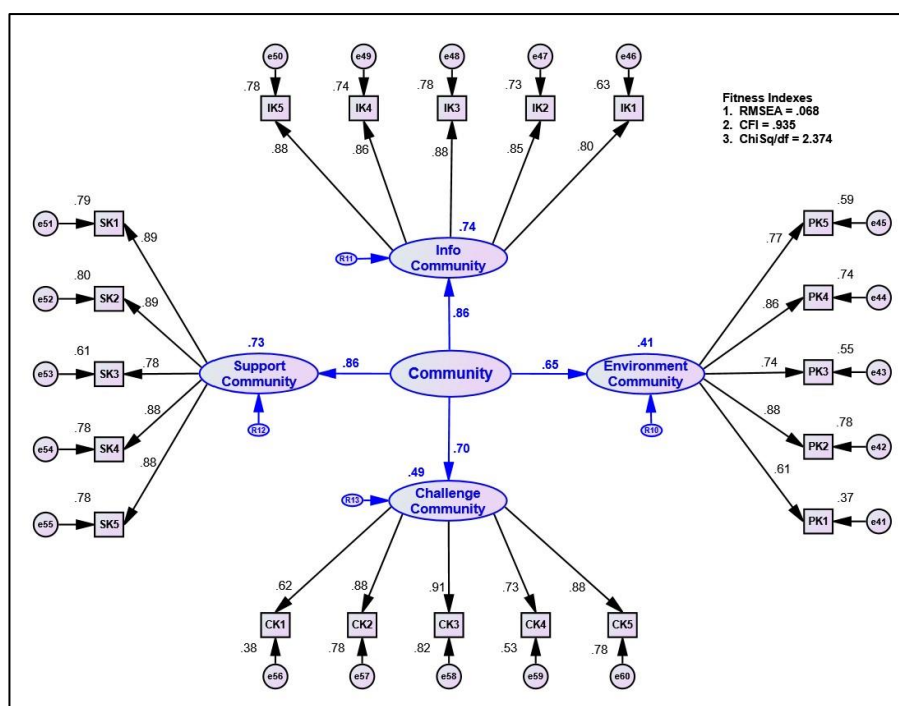 e50 e49 e48 e47 e46
.78 .74 .78 .73 .63
IK5 IK4 IK3 IK2 IK1
Fitness Indexes
1. RMSEA = .068
2. CFI = .935
3. ChiSq/df = 2.374
.88 .86 .88 .85 .80
.79
e51 SK1
.89
.59
PK5 e45
.77
.74
R11
Info
Community
.80
e52 SK2
.89
.74
PK4 e44
.86
.86
.61
e53 SK3
.78
.73
Support
Community
R12
.86
Community
.65
.41
Environment
Community
R10
.55
PK3 e43
.74
.78
e54 SK4
.88
.78
PK2 e42
.88
.70
.78
e55 SK5
.88
.37
PK1 e41
.61
.49
R13
Challenge
Community
.62 .88 .91 .73 .88
CK1 CK2 CK3 CK4 CK5
.38 .78 .82 .53 .78
e56 e57 e58 e59 e60